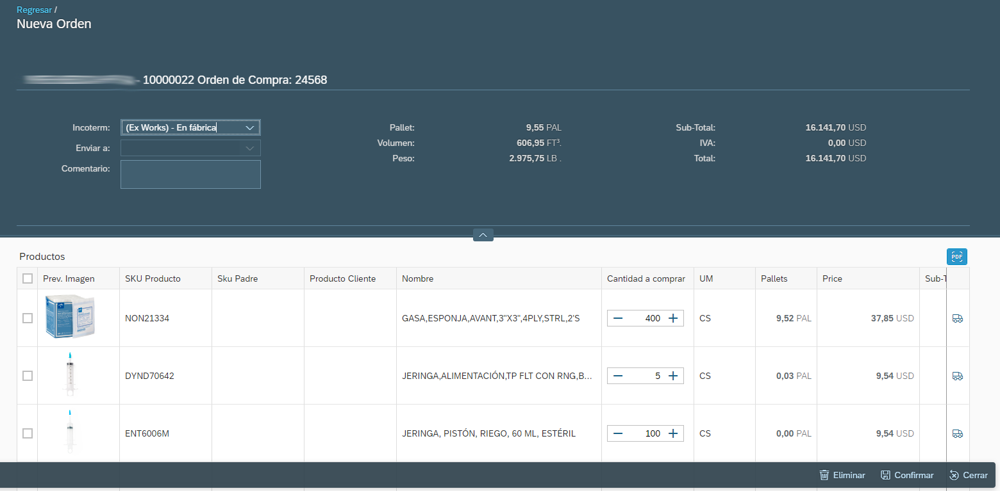 Regresar /
Nueva Orden
- 10000022 Orden de Compra: 24568
Incoterm: (Ex Works) - En fábrica
Enviar a:
Comentario:
Pallet: 9,55 PAL
Volumen: 606,95 FT³.
Peso: 2.975,75 LB .
Sub-Total: 16.141,70 USD
IVA: 0,00 USD
Total: 16.141,70 USD
Productos
PDF
Prev. Imagen SKU Producto Sku Padre Producto Cliente Nombre Cantidad a comprar UM Pallets Price Sub-T
NON21334 GASA,ESPONJA,AVANT,3"X3",4PLY,STRL,2'S 400 CS 9,52 PAL 37,85 USD
DYND70642 JERINGA,ALIMENTACIÓN,TP FLT CON RNG,B... 5 CS 0,03 PAL 9,54 USD
ENT6006M JERINGA, PISTÓN, RIEGO, 60 ML, ESTÉRIL 100 CS 0,00 PAL 9,54 USD
Eliminar Confirmar Cerrar